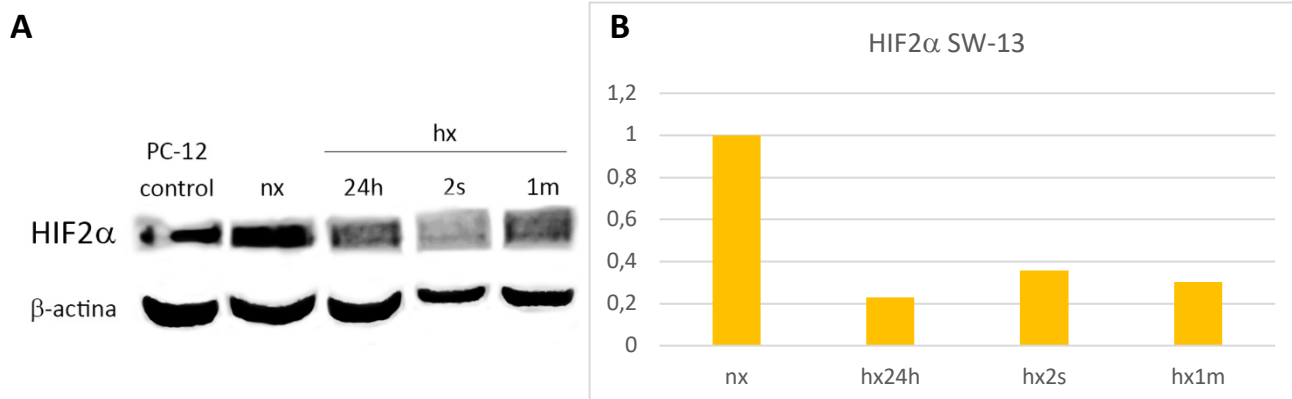 A
hx
PC-12
control nx 24h 2s 1m
HIF2α
β-actina
B
HIF2α SW-13
1,2
1
0,8
0,6
0,4
0,2
0
nx hx24h hx2s hx1m